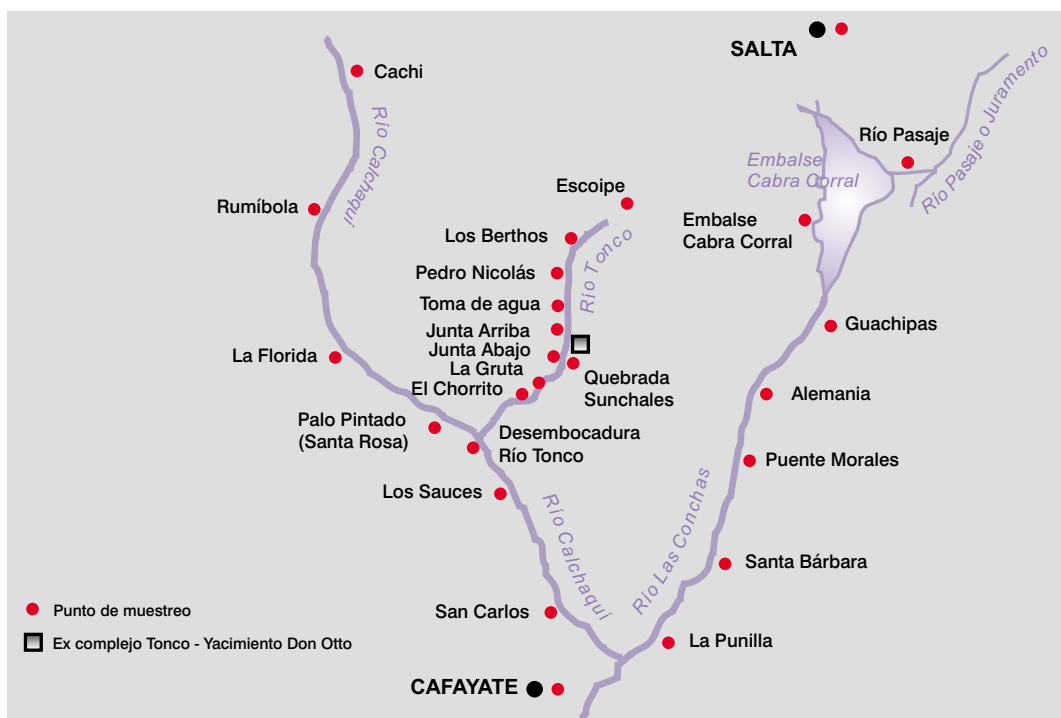 SALTA
Cachi
Río Calchaquí
Río Pasaje
Río Pasaje o Juramento
Embalse
Cabra Corral
Escoipe
Rumíbola
Embalse
Cabra Corral
Los Berthos
Río Tonco
Pedro Nicolás
Toma de agua
Guachipas
Junta Arriba
Junta Abajo
La Florida
La Gruta
El Chorrito
Quebrada
Sunchales
Alemania
Palo Pintado
(Santa Rosa)
Desembocadura
Río Tonco
Puente Morales
Los Sauces
Río Calchaquí
Río Las Conchas
Santa Bárbara
Punto de muestreo
San Carlos
Ex complejo Tonco - Yacimiento Don Otto
La Punilla
CAFAYATE